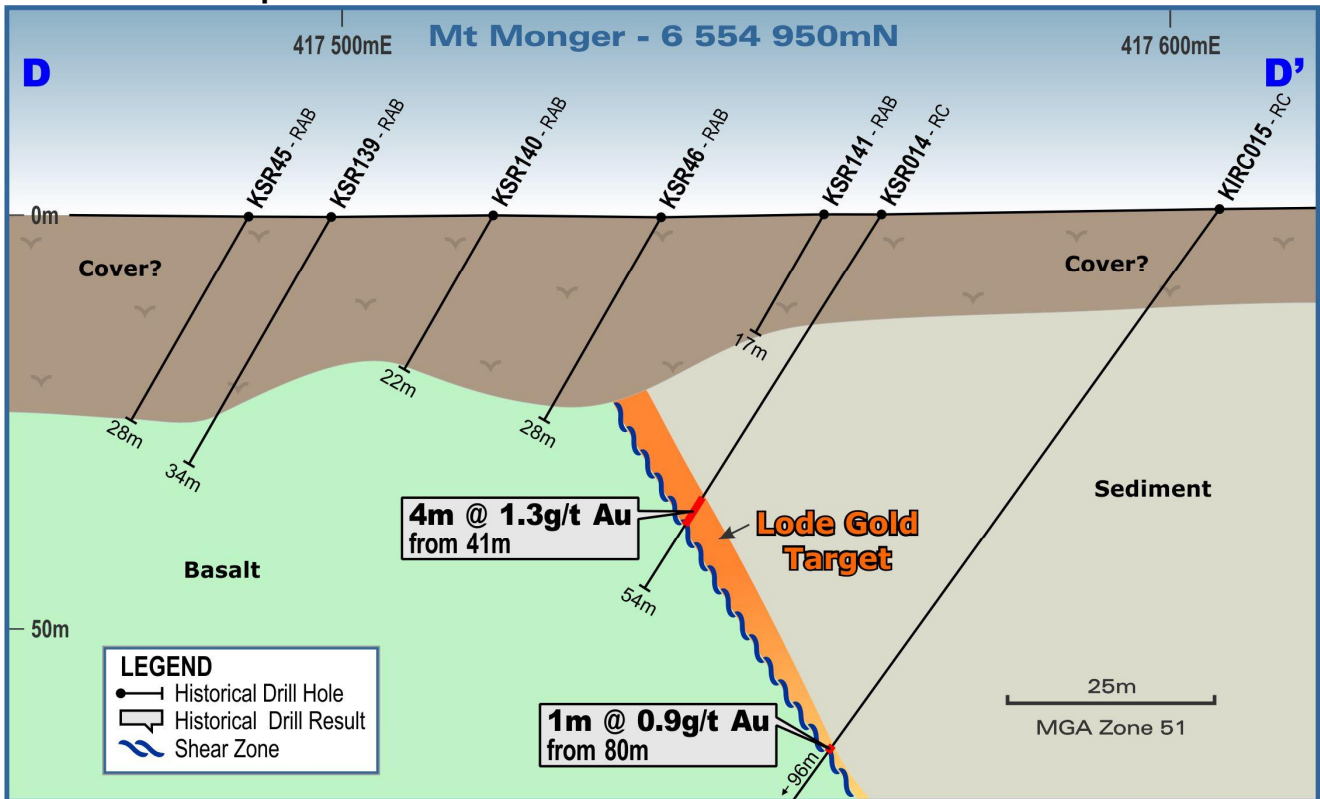 Mt Monger - 6 554 950mN
417 500mE
417 600mE
D
D’
KSR45 - RAB
KSR139 - RAB
KSR140 - RAB
KSR46 - RAB
KSR141 - RAB
KSR014 - RC
KIRC015 - RC
0m
Cover?
Cover?
17m
22m
28m
34m
28m
Sediment
4m @ 1.3g/t Au
from 41m
Lode Gold
Target
Basalt
54m
50m
LEGEND
Historical Drill Hole
Historical Drill Result
Shear Zone
25m
MGA Zone 51
1m @ 0.9g/t Au
from 80m
96m